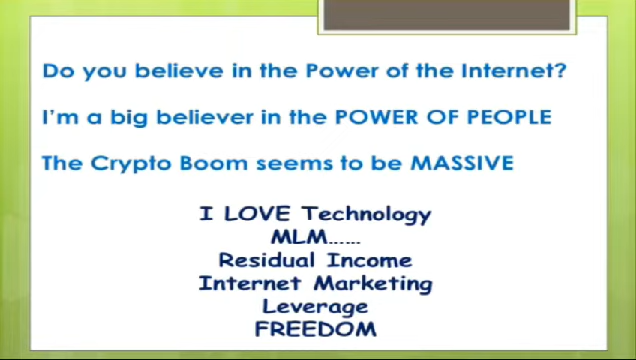 Do you believe in the Power of the Internet?
I'm a big believer in the POWER OF PEOPLE
The Crypto Boom seems to be MASSIVE
I LOVE Technology
MLM......
Residual Income
Internet Marketing
Leverage
FREEDOM